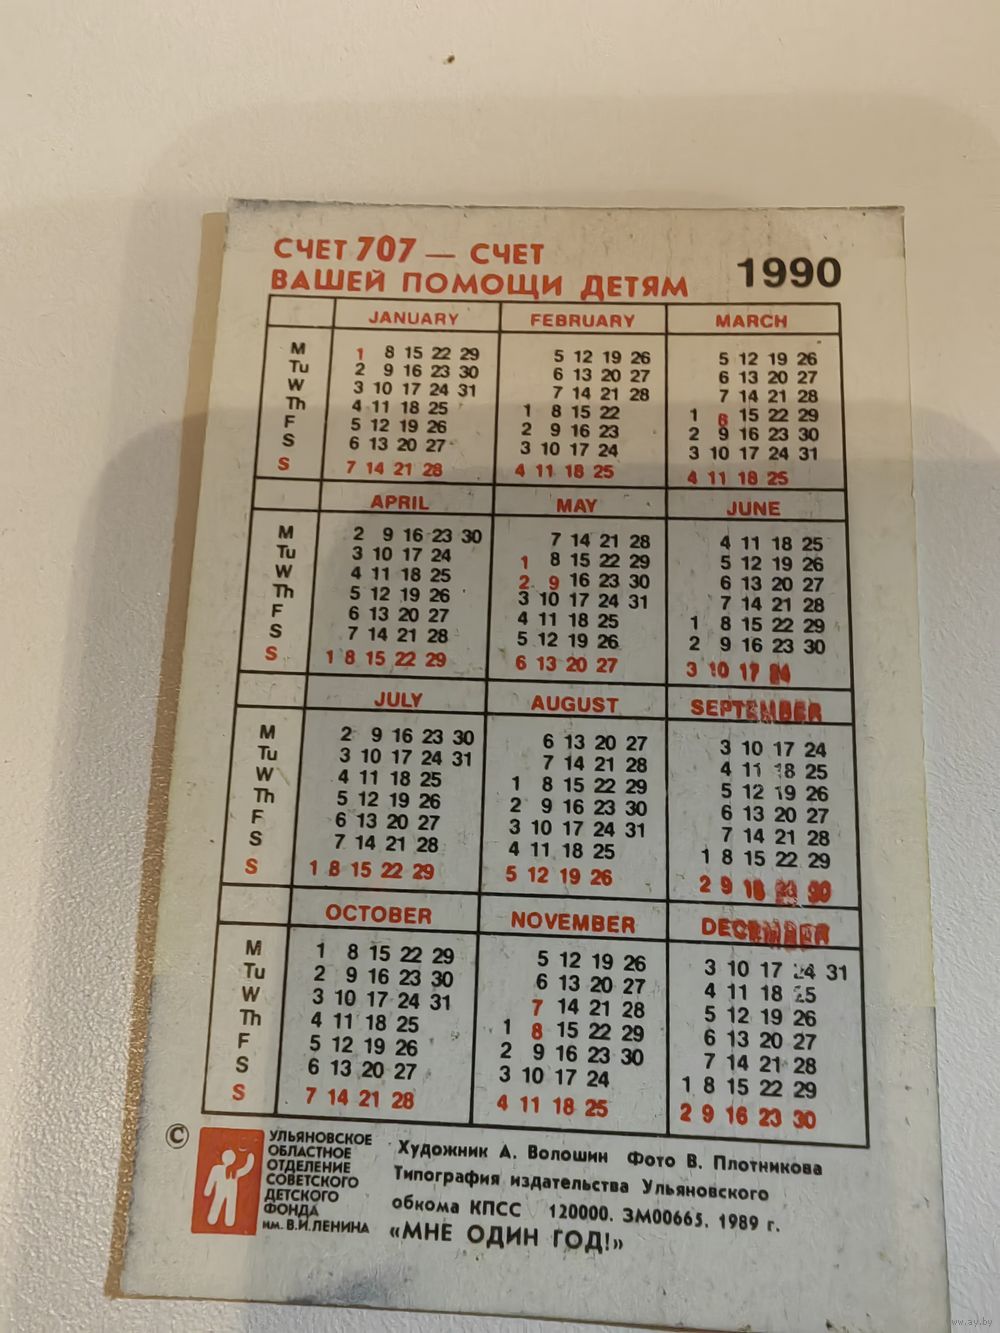 СЧЕТ 707 — СЧЕТ
ВАШЕЙ ПОМОЩИ ДЕТЯМ 1990
JANUARY FEBRUARY MARCH
M 1 8 15 22 29 5 12 19 26 5 12 19 26
Tu 2 9 16 23 30 6 13 20 27 6 13 20 27
W 3 10 17 24 31 7 14 21 28 7 14 21 28
Th 4 11 18 25 1 8 15 22 1 8 15 22 29
F 5 12 19 26 2 9 16 23 2 9 16 23 30
S 6 13 20 27 3 10 17 24 3 10 17 24 31
S 7 14 21 28 4 11 18 25 4 11 18 25
APRIL MAY JUNE
M 2 9 16 23 30 7 14 21 28 4 11 18 25
Tu 3 10 17 24 1 8 15 22 29 5 12 19 26
W 4 11 18 25 2 9 16 23 30 6 13 20 27
Th 5 12 19 26 3 10 17 24 31 7 14 21 28
F 6 13 20 27 4 11 18 25 1 8 15 22 29
S 7 14 21 28 5 12 19 26 2 9 16 23 30
S 1 8 15 22 29 6 13 20 27 3 10 17 24
JULY AUGUST SEPTEMBER
M 2 9 16 23 30 6 13 20 27 3 10 17 24
Tu 3 10 17 24 31 7 14 21 28 4 11 18 25
W 4 11 18 25 1 8 15 22 29 5 12 19 26
Th 5 12 19 26 2 9 16 23 30 6 13 20 27
F 6 13 20 27 3 10 17 24 31 7 14 21 28
S 7 14 21 28 4 11 18 25 1 8 15 22 29
S 1 8 15 22 29 5 12 19 26 2 9 16 23 30
OCTOBER NOVEMBER DECEMBER
M 1 8 15 22 29 5 12 19 26 3 10 17 24 31
Tu 2 9 16 23 30 6 13 20 27 4 11 18 25
W 3 10 17 24 31 7 14 21 28 5 12 19 26
Th 4 11 18 25 1 8 15 22 29 6 13 20 27
F 5 12 19 26 2 9 16 23 30 7 14 21 28
S 6 13 20 27 3 10 17 24 1 8 15 22 29
S 7 14 21 28 4 11 18 25 2 9 16 23 30
©
УЛЬЯНОВСКОЕ
ОБЛАСТНОЕ
ОТДЕЛЕНИЕ
СОВЕТСКОГО
ДЕТСКОГО
ФОНДА
им. В.И.ЛЕНИНА
Художник А. Волошин Фото В. Плотникова
Типография издательства Ульяновского
обкома КПСС 120000. ЗМ00665. 1989 г.
«МНЕ ОДИН ГОД!»
www.ay.by